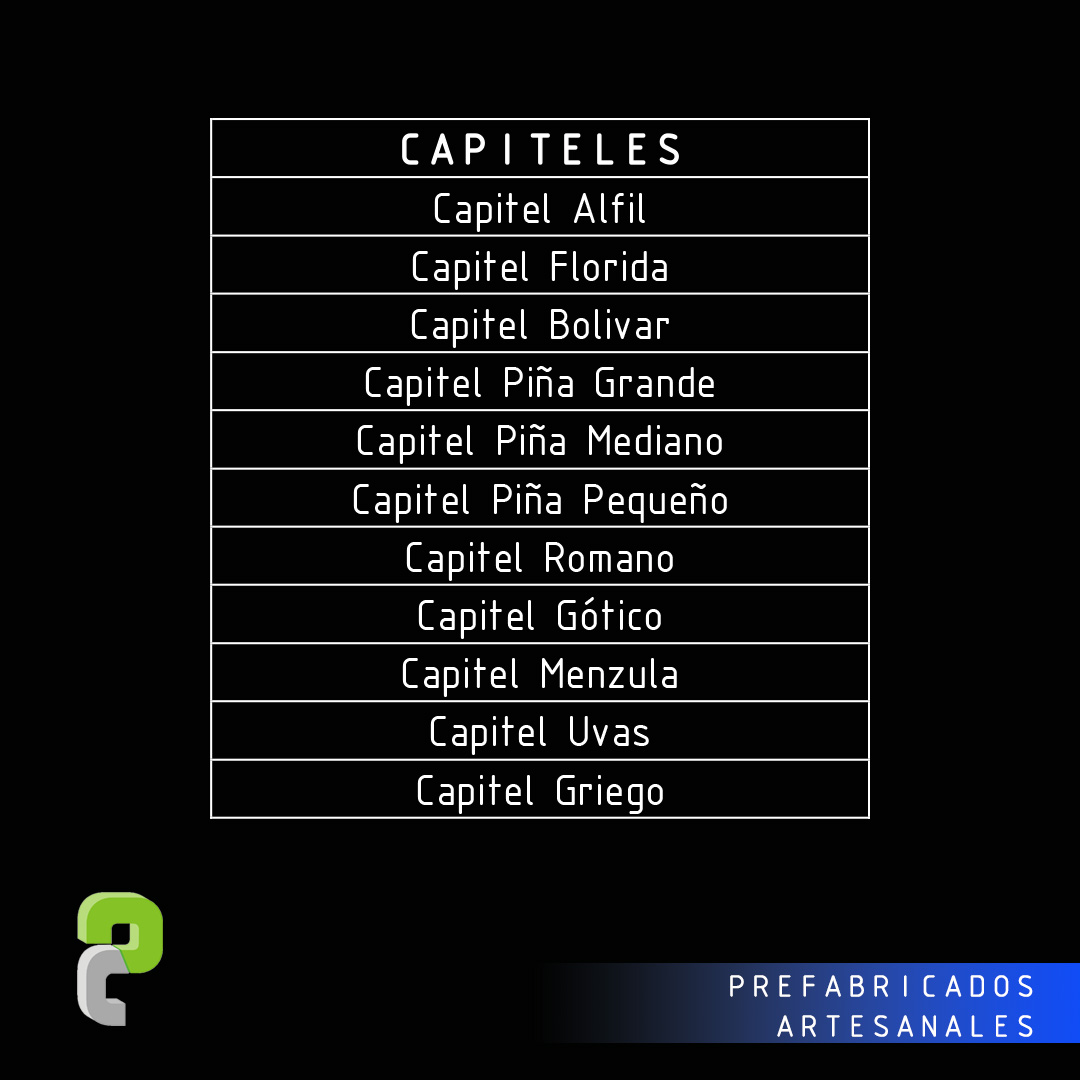 CAPITELES
Capitel Alfil
Capitel Florida
Capitel Bolivar
Capitel Piña Grande
Capitel Piña Mediano
Capitel Piña Pequeño
Capitel Romano
Capitel Gótico
Capitel Menzula
Capitel Uvas
Capitel Griego
PREFABRICADOS
ARTESANALES